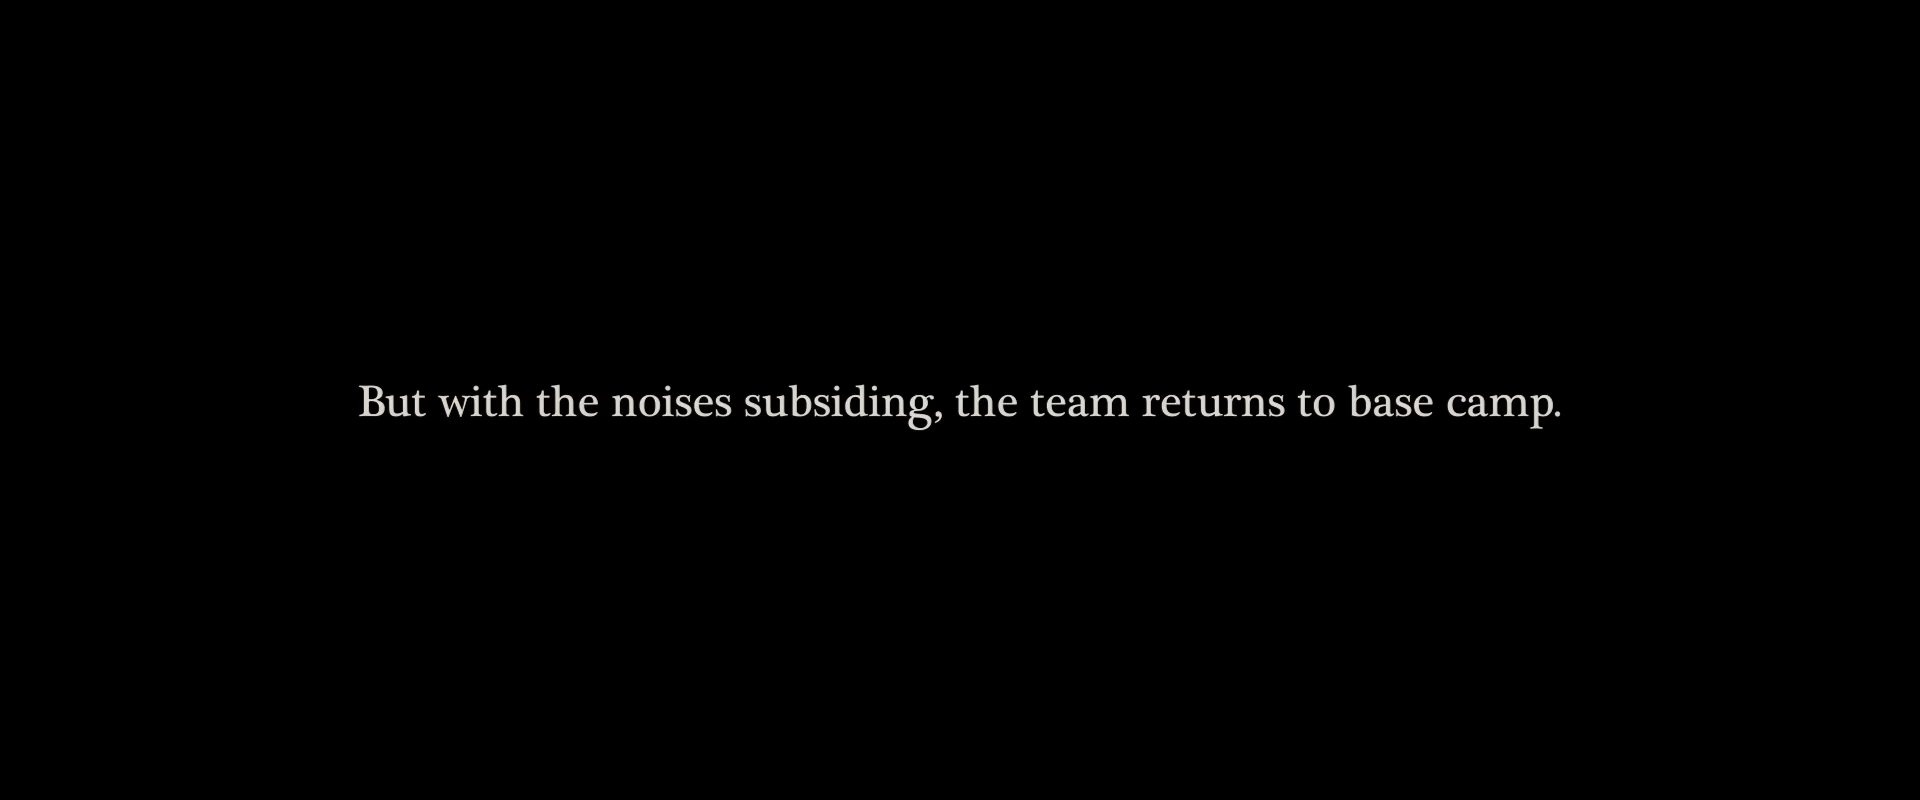 But with the noises subsiding, the team returns to base camp.